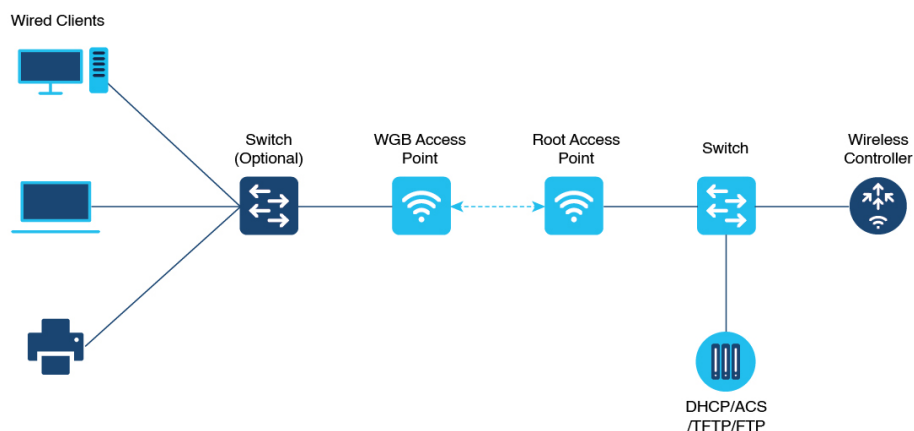 Wired Clients
Switch
(Optional)
WGB Access
Point
Root Access
Point
Switch
Wireless
Controller
DHCP/ACS
/TFTP/FTP